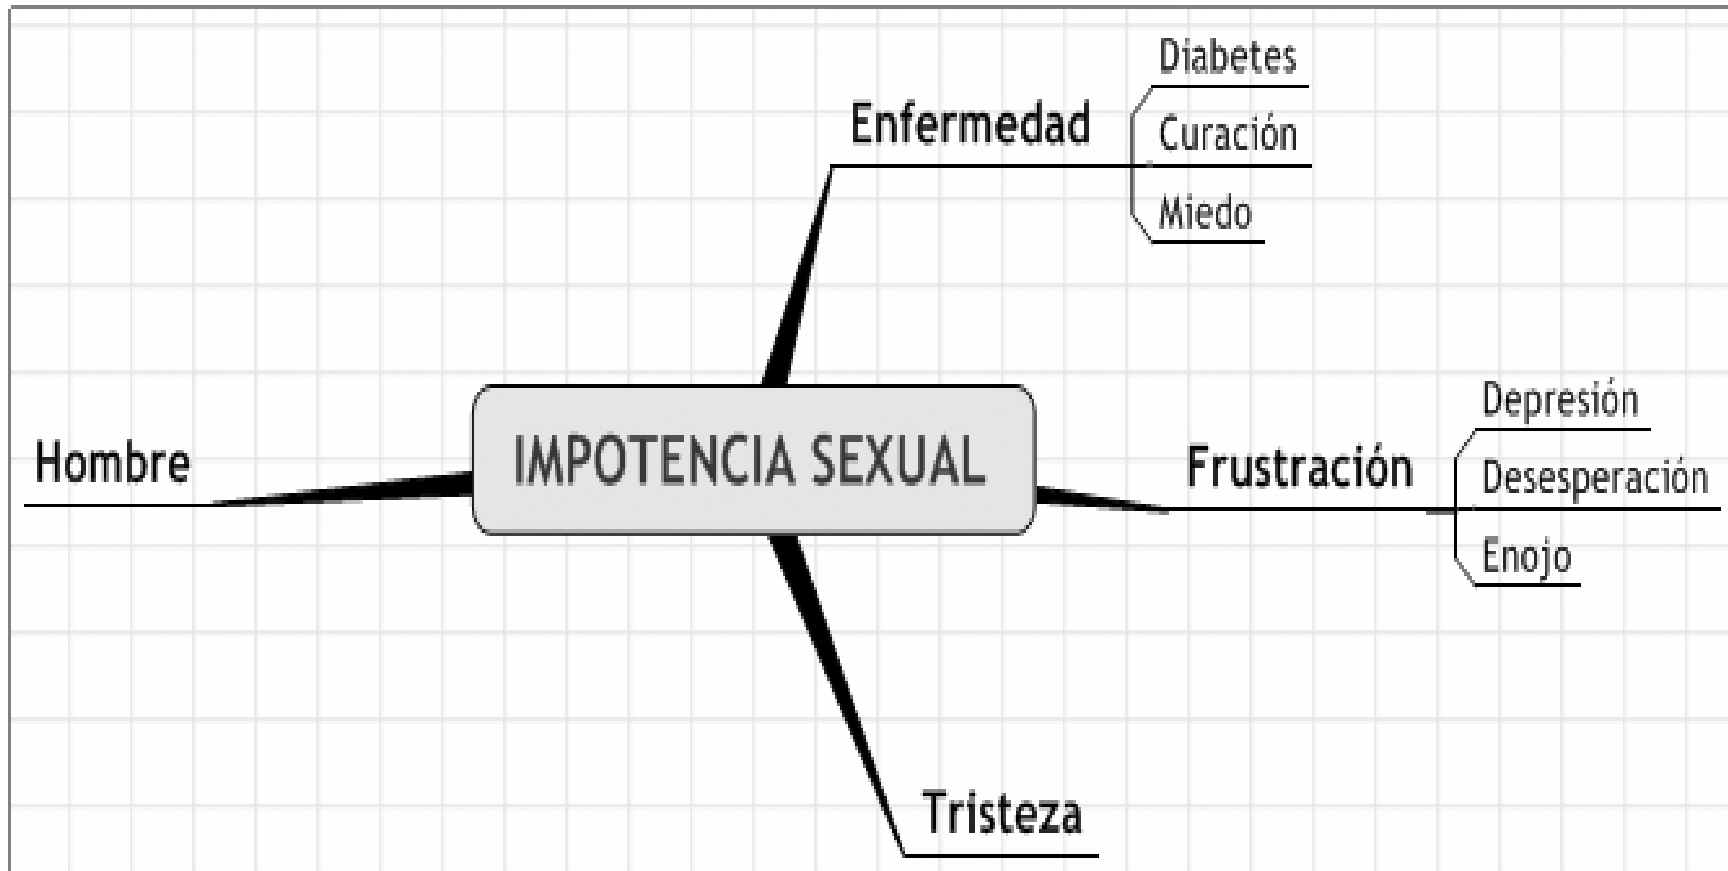 Diabetes
Enfermedad
Curación
Miedo
Depresión
Hombre
IMPOTENCIA SEXUAL
Frustración
Desesperación
Enojo
Tristeza